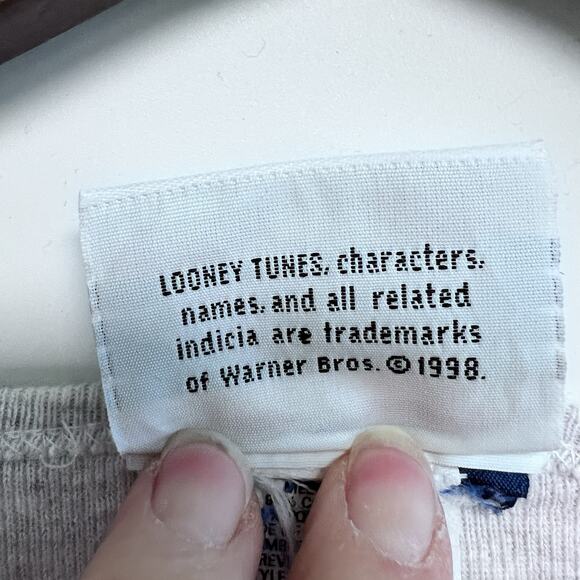 LOONEY TUNES, characters,
names, and all related
indicia are trademarks
of Warner Bros. © 1998.